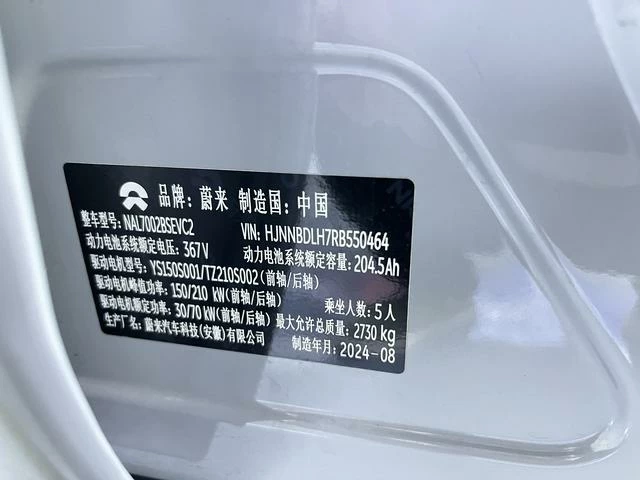 品牌: 蔚来 制造国: 中国
整车型号: NAL7002BSEVC2 VIN: HJNNBDLH7RB550464
动力电池系统额定电压: 367V 动力电池系统额定容量: 204.5Ah
驱动电机型号: YS150S001/TZ210S002(前轴/后轴)
驱动电机峰值功率: 150/210 kW(前轴/后轴) 乘坐人数: 5人
驱动电机额定功率: 30/70 kW(前轴/后轴) 最大允许总质量: 2730 kg
生产厂名: 蔚来汽车科技(安徽)有限公司 制造年月: 2024-08